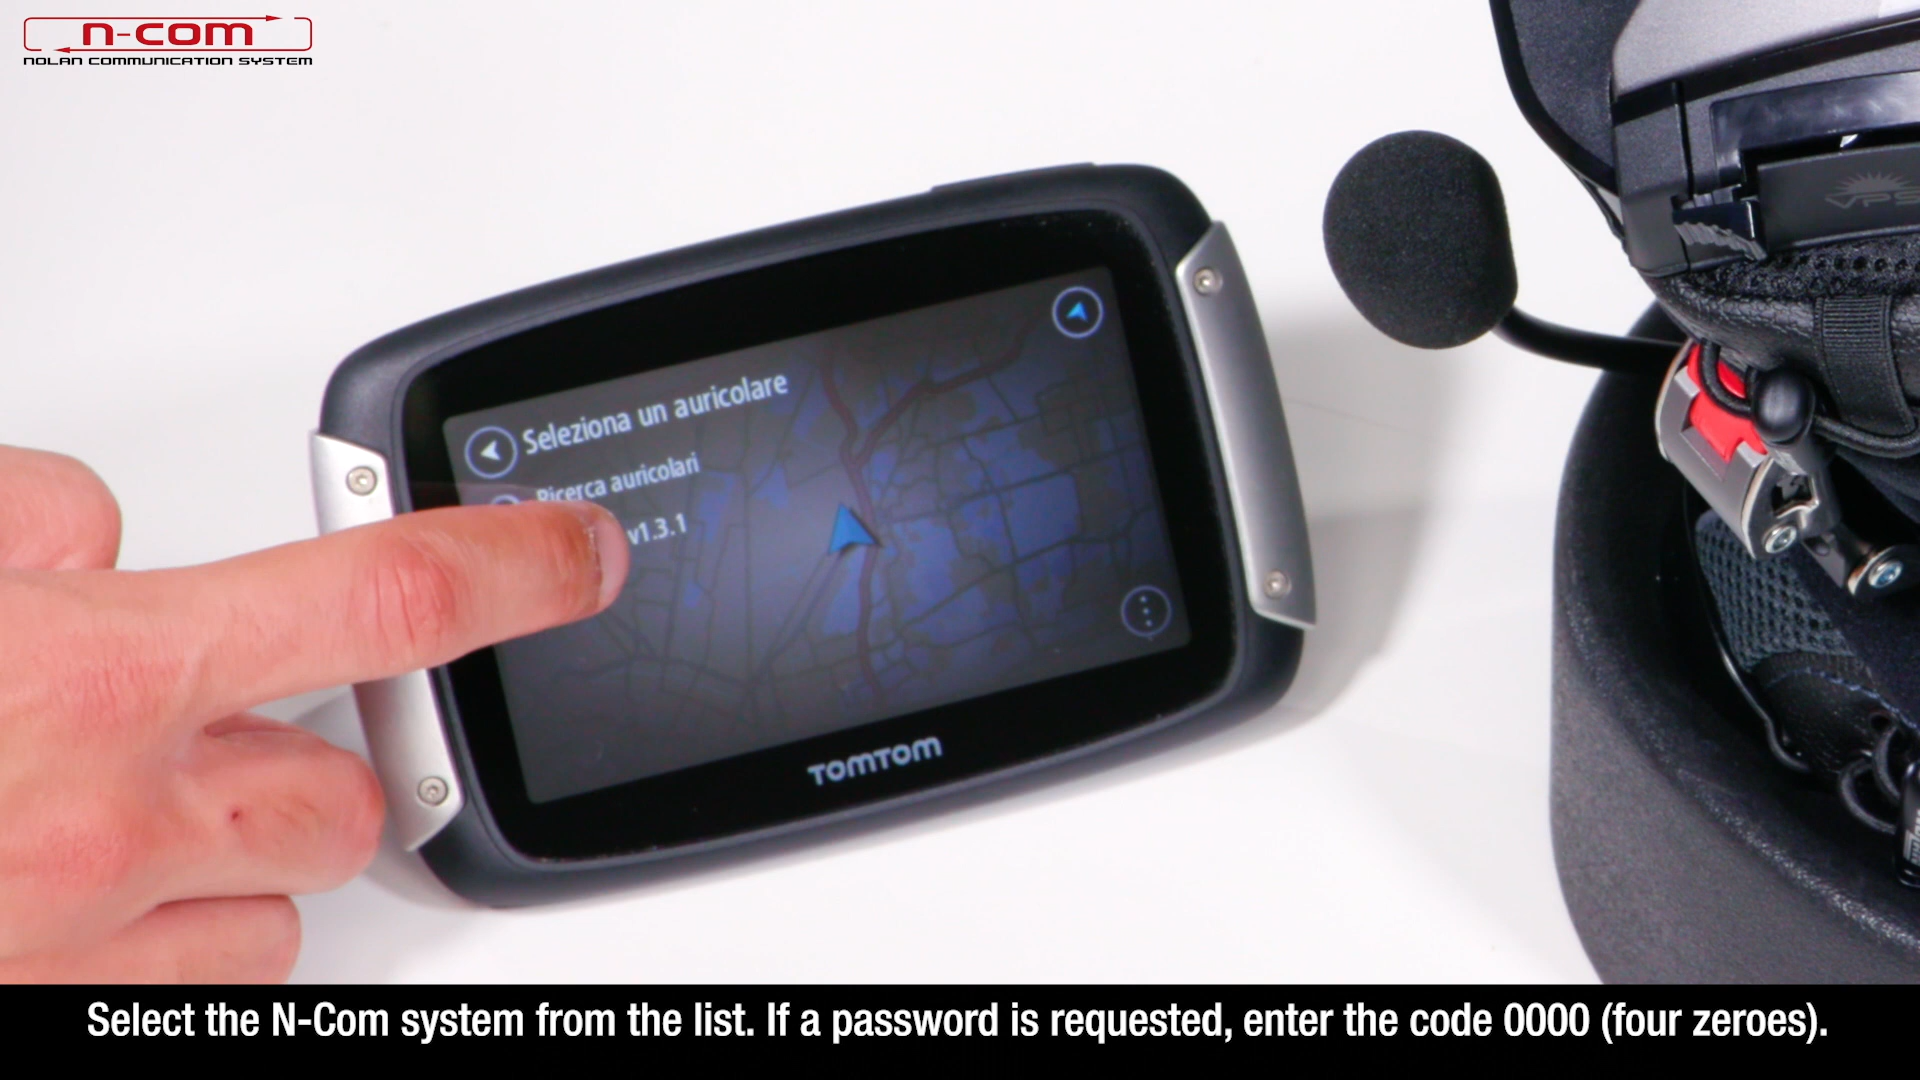 n-com
NOLAN COMMUNICATION SYSTEM
VPS
Seleziona un auricolare
Ricerca auricolari
v1.3.1
TOMTOM
Select the N-Com system from the list. If a password is requested, enter the code 0000 (four zeroes).